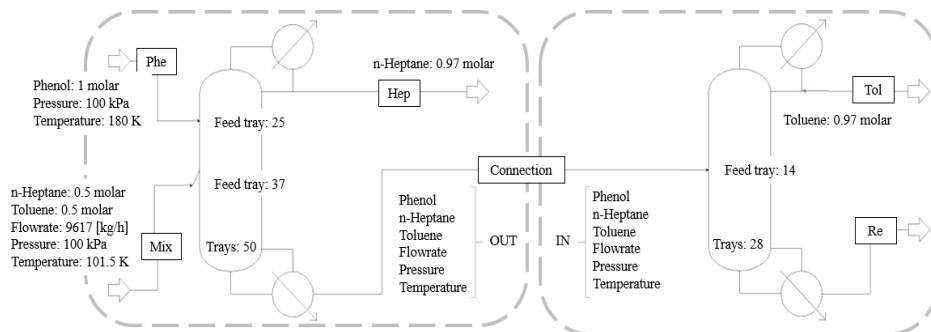 Phe
Phenol: 1 molar
Pressure: 100 kPa
Temperature: 180 K
n-Heptane: 0.5 molar
Toluene: 0.5 molar
Flowrate: 9617 [kg/h]
Pressure: 100 kPa
Temperature: 101.5 K
Mix
Feed tray: 25
Feed tray: 37
Trays: 50
n-Heptane: 0.97 molar
Hep
Connection
Phenol
n-Heptane
Toluene
Flowrate
Pressure
Temperature
OUT
IN
Phenol
n-Heptane
Toluene
Flowrate
Pressure
Temperature
Feed tray: 14
Trays: 28
Tol
Toluene: 0.97 molar
Re